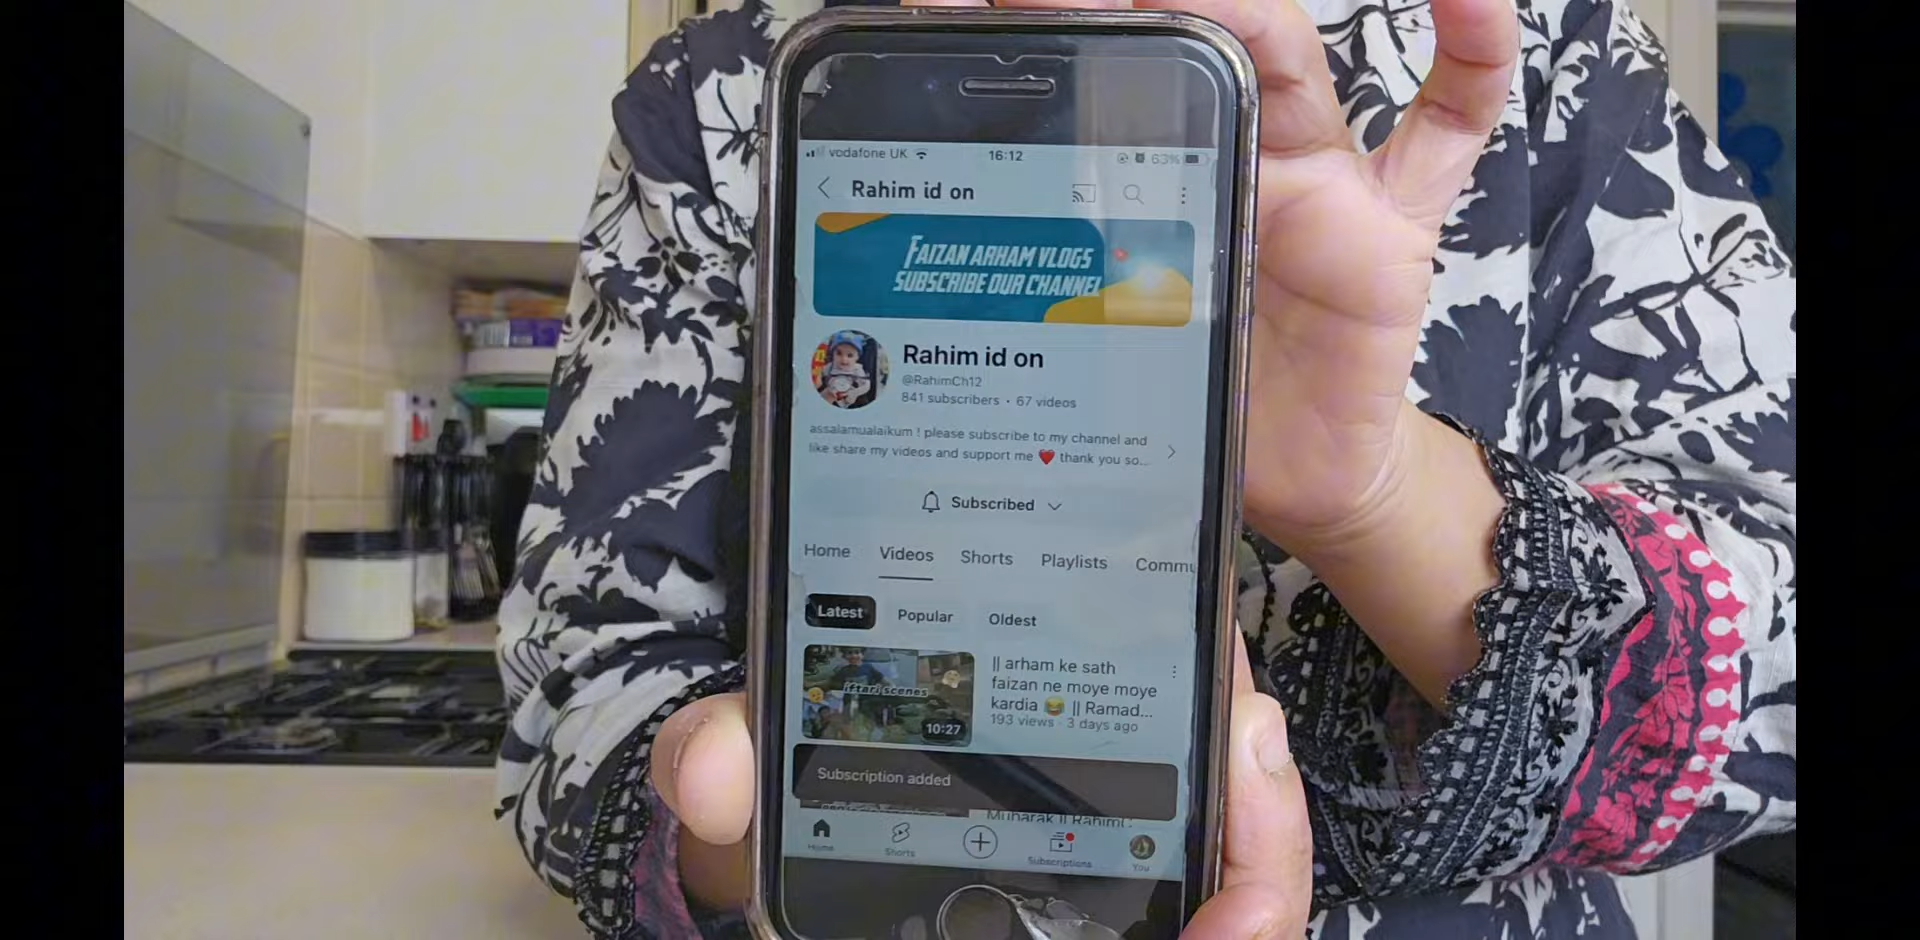 vodafone UK 16:12 63%
Rahim id on
FAIZAN ARHAM VLOGS
SUBSCRIBE OUR CHANNEL
Rahim id on
@RahimCh12
841 subscribers · 67 videos
assalamualaikum ! please subscribe to my channel and
like share my videos and support me ❤️ thank you so...
Subscribed
Home Videos Shorts Playlists Commu
Latest Popular Oldest
iftari scenes
10:27
|| arham ke sath
faizan ne moye moye
kardia 😂 || Ramad...
193 views · 3 days ago
Subscription added
Mubarak || Rahim
Home Shorts Subscriptions You